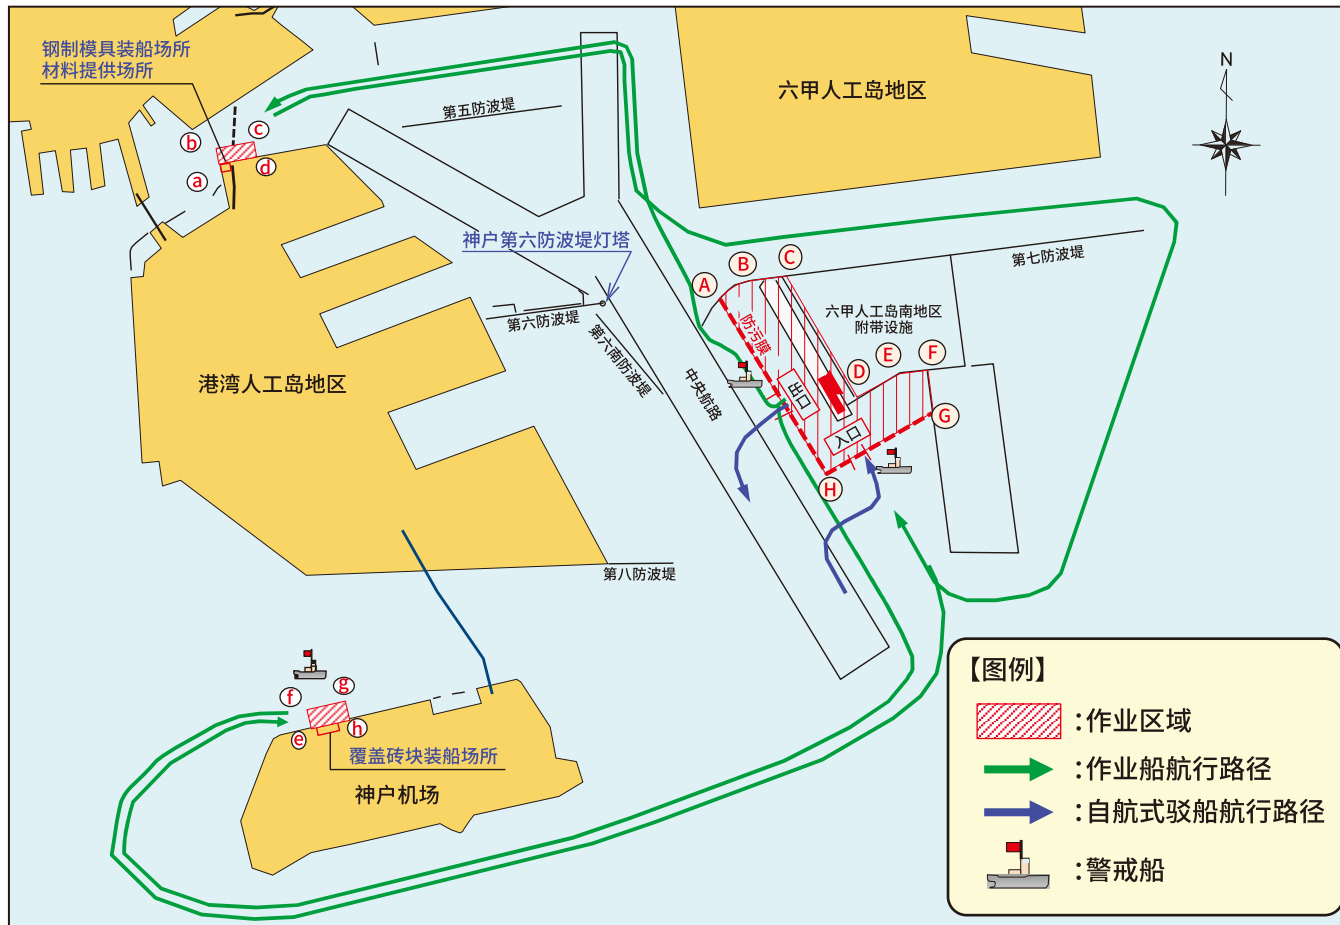 钢制模具装船场所
材料提供场所
第五防波堤
六甲人工岛地区
N
b
c
a
d
神户第六防波堤灯塔
第六防波堤
第六南防波堤
中央航路
港湾人工岛地区
第七防波堤
六甲人工岛南地区
附带设施
A
B
C
D
E
F
G
H
防污膜
出口
入口
第八防波堤
f
g
e
h
覆盖砖块装船场所
神户机场
【图例】
:作业区域
:作业船航行路径
:自航式驳船航行路径
:警戒船